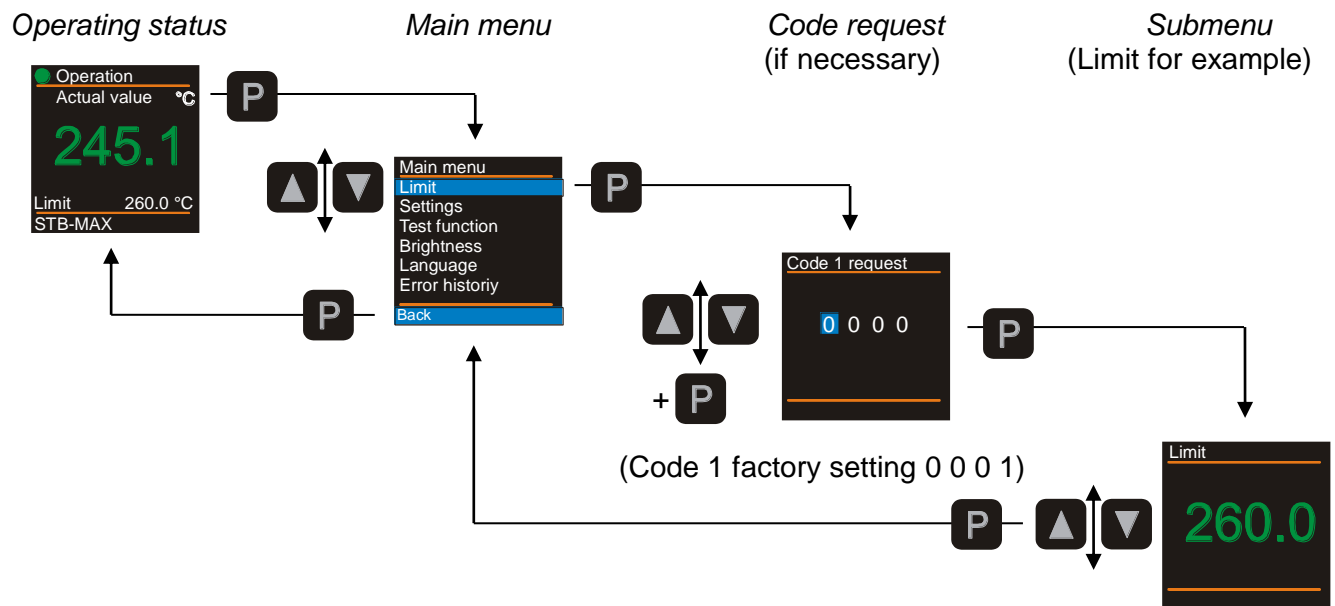 Operating status
Main menu
Code request
(if necessary)
Submenu
(Limit for example)
Operation
Actual value °C
245.1
Limit 260.0 °C
STB-MAX
P
Main menu
Limit
Settings
Test function
Brightness
Language
Error historiy
Back
P
P
Code 1 request
0 0 0 0
+ P
P
(Code 1 factory setting 0 0 0 1)
Limit
260.0
P